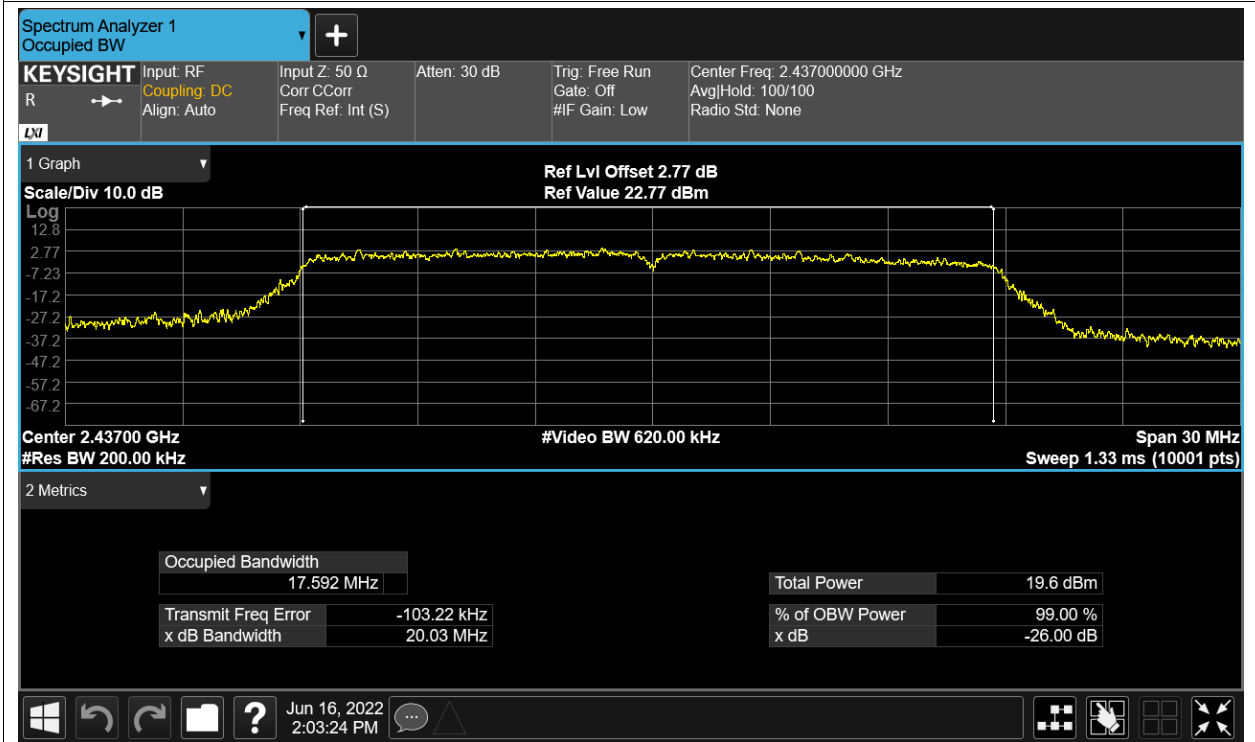 Spectrum Analyzer 1
Occupied BW
KEYSIGHT
R
LXI
Input: RF
Coupling: DC
Align: Auto
Input Z: 50 Ω
Corr CCorr
Freq Ref: Int (S)
Atten: 30 dB
Trig: Free Run
Gate: Off
#IF Gain: Low
Center Freq: 2.437000000 GHz
Avg|Hold: 100/100
Radio Std: None
1 Graph
Scale/Div 10.0 dB
Ref Lvl Offset 2.77 dB
Ref Value 22.77 dBm
Log
12.8
2.77
-7.23
-17.2
-27.2
-37.2
-47.2
-57.2
-67.2
Center 2.43700 GHz
#Video BW 620.00 kHz
Span 30 MHz
#Res BW 200.00 kHz
Sweep 1.33 ms (10001 pts)
2 Metrics
Occupied Bandwidth
17.592 MHz
Total Power 19.6 dBm
Transmit Freq Error -103.22 kHz
% of OBW Power 99.00 %
x dB Bandwidth 20.03 MHz
x dB -26.00 dB
?
Jun 16, 2022
2:03:24 PM